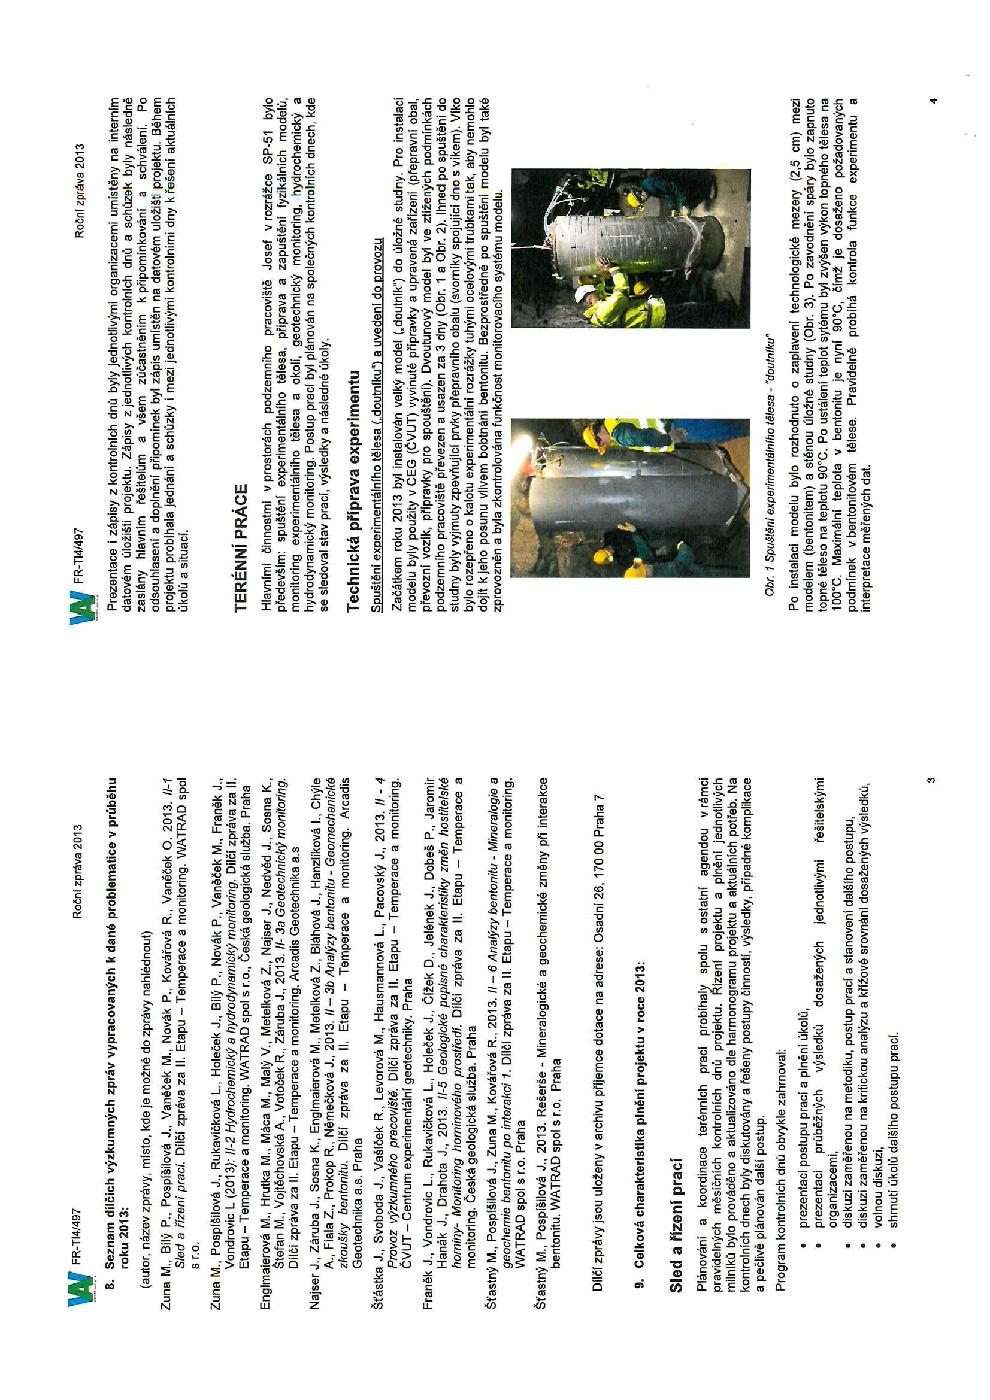 FR-TI4/497
Roční zpráva 2013
8. Seznam dílčích výzkumných zpráv vypracovaných k dané problematice v průběhu
roku 2013:
(autor, název zprávy, místo, kde je možné do zprávy nahlédnout)
Zuna M., Bílý P., Pospíšilová J., Vaněček M., Novák P., Kovářová R., Vaněček O. 2013. II-1
Sled a řízení prací. Dílčí zpráva za II. Etapu – Temperace a monitoring. WATRAD spol
s r.o.
Zuna M., Pospíšilová J., Rukavičková L., Holeček J., Bílý P., Novák P., Vaněček M., Franěk J.,
Vondrovic L (2013): II-2 Hydrochemický a hydrodynamický monitoring. Dílčí zpráva za II.
Etapu – Temperace a monitoring. WATRAD spol s r.o., Česká geologická služba. Praha
Englmaierová M., Hrutka M., Máca M., Malý V., Metelková Z., Najser J., Nedvěd J., Sosna K.,
Štefan M., Vojtěchovská A., Votoček R., Záruba J., 2013. II- 3a Geotechnický monitoring.
Dílčí zpráva za II. Etapu – Temperace a monitoring. Arcadis Geotechnika a.s
Najser J., Záruba J., Sosna K., Englmaierová M., Metelková Z., Bláhová J., Hanzlíková I., Chyle
A., Fiala Z., Prokop R., Němečková J., 2013. II – 3b Analýzy bentonitu - Geomechanické
zkoušky bentonitu. Dílčí zpráva za II. Etapu – Temperace a monitoring. Arcadis
Geotechnika a.s. Praha
Šťástka J., Svoboda J., Vašíček R., Levorová M., Hausmannová L., Pacovský J., 2013. II - 4
Provoz výzkumného pracoviště. Dílčí zpráva za II. Etapu – Temperace a monitoring.
ČVUT – Centrum experimentální geotechniky. Praha
Franěk J., Vondrovic L., Rukavičková L., Holeček J., Čížek D., Jelének J., Dobeš P., Jaromír
Hanák J., Drahota J., 2013. II-5 Geologické popisné charakteristiky změn hostitelské
horniny- Monitoring horninového prostředí. Dílčí zpráva za II. Etapu – Temperace a
monitoring. Česká geologická služba. Praha
Šťastný M., Pospíšilová J., Zuna M., Kovářová R., 2013. II – 6 Analýzy bentonitu - Mineralogie a
geochemie bentonitu po interakci 1. Dílčí zpráva za II. Etapu – Temperace a monitoring.
WATRAD spol s r.o. Praha
Šťastný M., Pospíšilová J., 2013. Rešerše - Mineralogické a geochemické změny při interakce
bentonitu. WATRAD spol s r.o. Praha
Dílčí zprávy jsou uloženy v archivu příjemce dotace na adrese: Osadní 26, 170 00 Praha 7
9. Celková charakteristika plnění projektu v roce 2013:
Sled a řízení prací
Plánování a koordinace terénních prací probíhaly spolu s ostatní agendou v rámci
pravidelných měsíčních kontrolních dnů projektu. Řízení projektu a plnění jednotlivých
milníků bylo prováděno a aktualizováno dle harmonogramu projektu a aktuálních potřeb. Na
kontrolních dnech byly diskutovány a řešeny postupy činností, výsledky, případné komplikace
a pečlivě plánován další postup.
Program kontrolních dnů obvykle zahrnoval:
• prezentaci postupu prací a plnění úkolů,
• prezentaci průběžných výsledků dosažených jednotlivými řešitelskými
organizacemi,
• diskuzi zaměřenou na metodiku, postup prací a stanovení dalšího postupu,
• diskuzi zaměřenou na kritickou analýzu a křížové srovnání dosažených výsledků,
• volnou diskuzi,
• shrnutí úkolů dalšího postupu prací.
3
FR-TI4/497
Roční zpráva 2013
Prezentace i zápisy z kontrolních dnů byly jednotlivými organizacemi umístěny na interním
datovém úložišti projektu. Zápisy z jednotlivých kontrolních dnů a schůzek byly následně
zaslány hlavním řešitelům a všem zúčastněním k připomínkování a schválení. Po
odsouhlasení a doplnění připomínek byl zápis umístěn na datovém uložišti projektu. Během
projektu probíhala jednání a schůzky i mezi jednotlivými kontrolními dny k řešení aktuálních
úkolů a situací.
TERÉNNÍ PRÁCE
Hlavními činnostmi v prostorách podzemního pracoviště Josef v rozrážce SP-51 bylo
především: spuštění experimentálního tělesa, příprava a zapuštění fyzikálních modelů,
monitoring experimentálního tělesa a okolí, geotechnický monitoring, hydrochemický a
hydrodynamický monitoring. Postup prací byl plánován na společných kontrolních dnech, kde
se sledoval stav prací, výsledky a následné úkoly.
Technická příprava experimentu
Spuštění experimentálního tělesa („doutník“) a uvedení do provozu
Začátkem roku 2013 byl instalován velký model („doutník“) do úložné studny. Pro instalaci
modelu byly použity v CEG (ČVUT) vyvinuté přípravky a upravená zařízení (přepravní obal,
převozní vozík, přípravky pro spouštění). Dvoutunový model byl ve ztížených podmínkách
podzemního pracoviště převezen a usazen za 3 dny (Obr. 1 a Obr. 2). Ihned po spuštění do
studny byly vyjmuty zpevňující prvky přepravního obalu (svorníky spojující dno s víkem). Víko
bylo rozepřeno o kalotu experimentální rozrážky tuhými ocelovými trubkami tak, aby nemohlo
dojít k jeho posunu vlivem bobtnání bentonitu. Bezprostředně po spuštění modelu byl také
zprovozněn a byla zkontrolována funkčnost monitorovacího systému modelu.
Obr. 1 Spuštění experimentálního tělesa - "doutníku"
Po instalaci modelu bylo rozhodnuto o zaplavení technologické mezery (2,5 cm) mezi
modelem (bentonitem) a stěnou úložné studny (Obr. 3). Po zavodnění spáry bylo zapnuto
topné těleso na teplotu 90°C. Po ustálení teplot sytému byl zvýšen výkon topného tělesa na
100°C. Maximální teplota v bentonitu je nyní 90°C, čímž je dosaženo požadovaných
podmínek v bentonitovém tělese. Pravidelně probíhá kontrola funkce experimentu a
interpretace měřených dat.
4